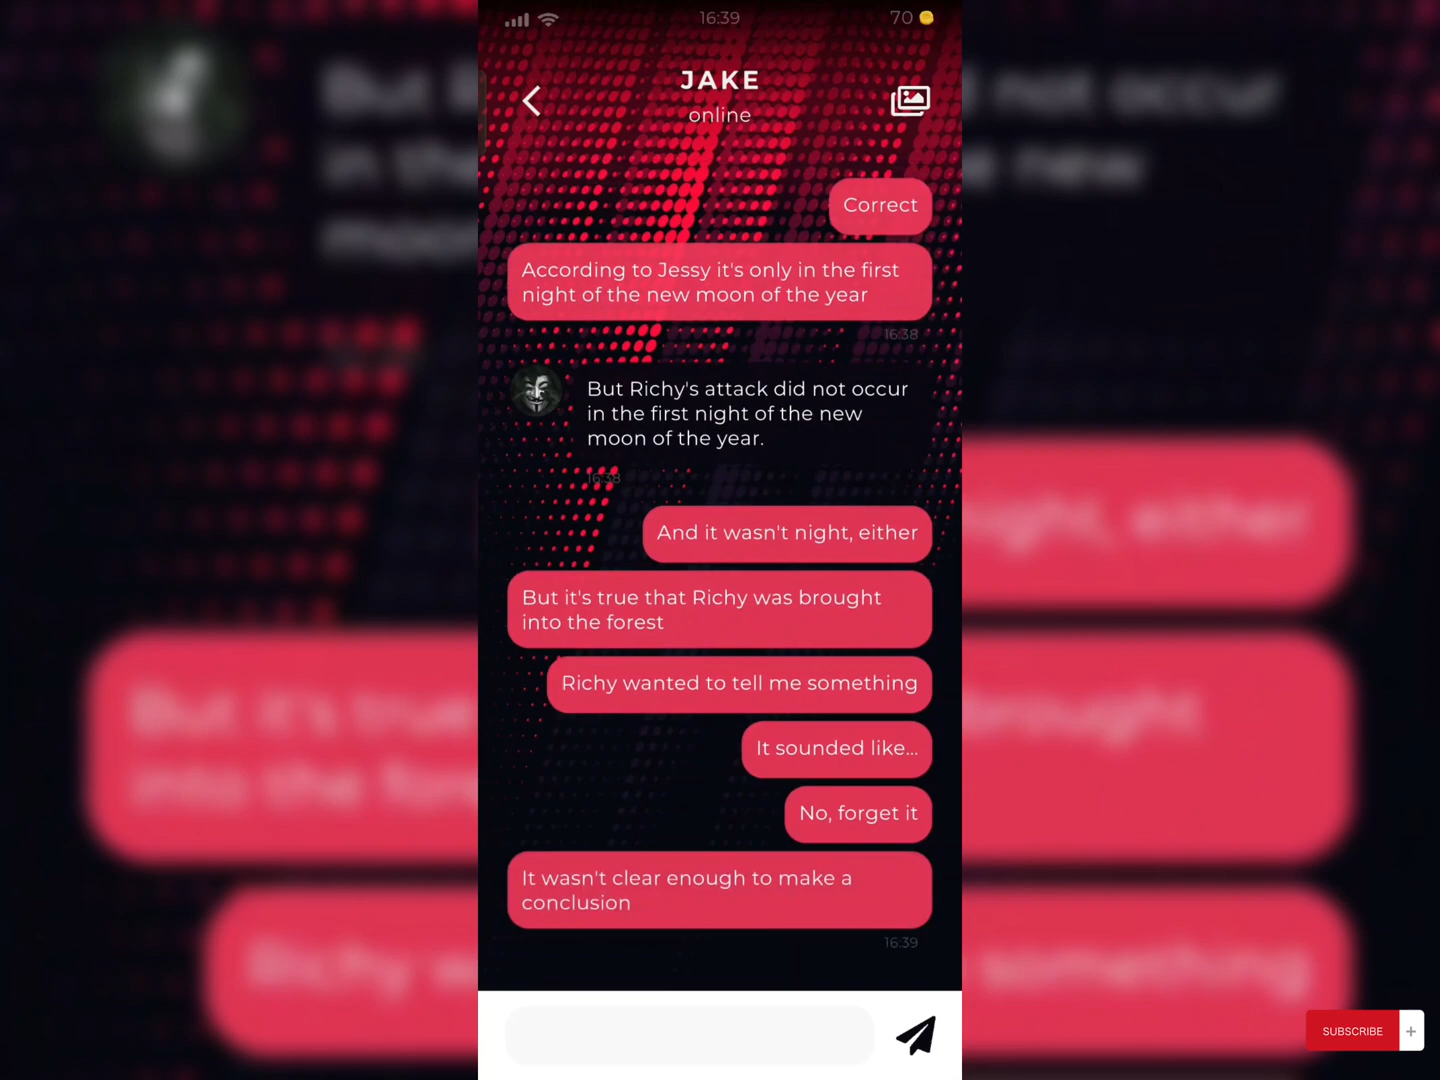 16:39
70
JAKE
online
Correct
According to Jessy it's only in the first
night of the new moon of the year
16:38
But Richy's attack did not occur
in the first night of the new
moon of the year.
16:38
And it wasn't night, either
But it's true that Richy was brought
into the forest
Richy wanted to tell me something
It sounded like...
No, forget it
It wasn't clear enough to make a
conclusion
16:39
SUBSCRIBE
+